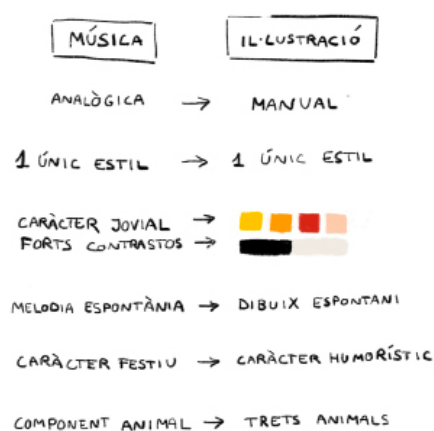 MÚSICA IL·LUSTRACIÓ
ANALÒGICA → MANUAL
1 ÚNIC ESTIL → 1 ÚNIC ESTIL
CARÀCTER JOVIAL →
FORTS CONTRASTOS →
MELODIA ESPONTÀNIA → DIBUIX ESPONTANI
CARÀCTER FESTIU → CARÀCTER HUMORÍSTIC
COMPONENT ANIMAL → TRETS ANIMALS